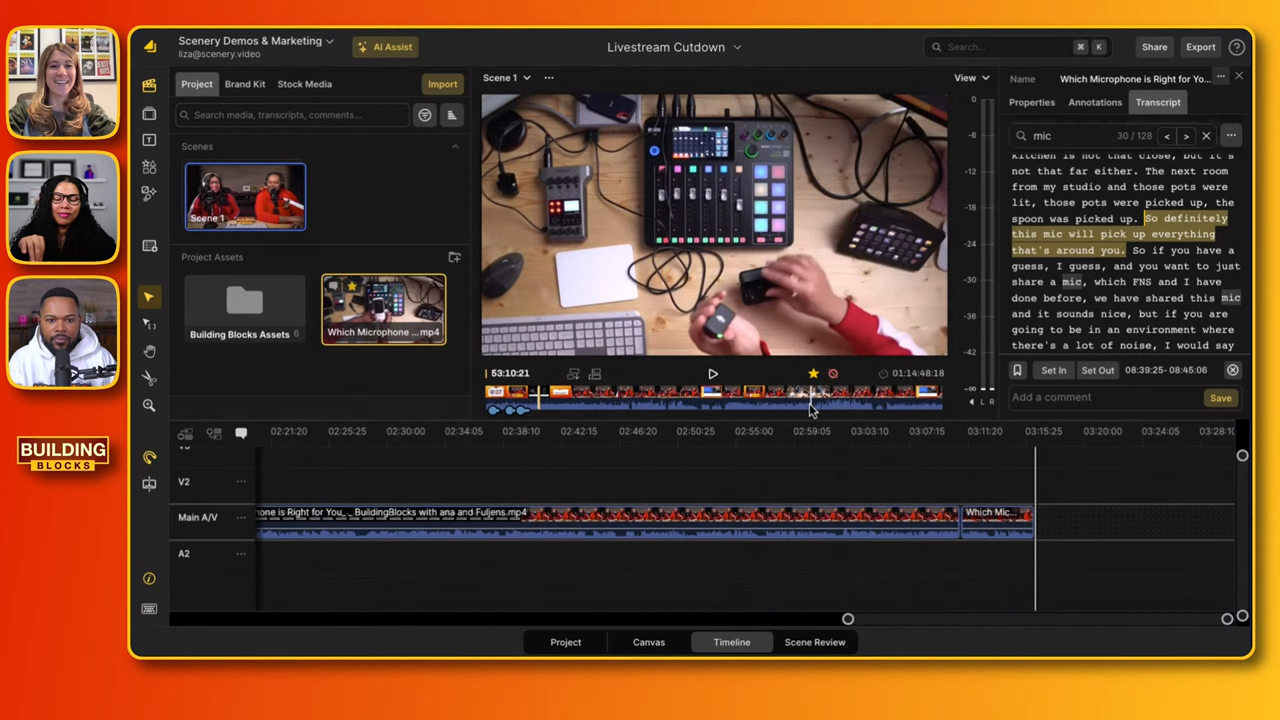 Scenery Demos & Marketing
liza@scenery.video
AI Assist
Livestream Cutdown
Search...
⌘ K
Share
Export
Project
Brand Kit
Stock Media
Import
Search media, transcripts, comments...
Scenes
Scene 1
Project Assets
Building Blocks Assets 6
Which Microphone ...mp4
Scene 1
View
0
-6
-12
-18
-24
-30
-36
-42
-∞
L R
53:10:21
01:14:48:18
Name
Which Microphone is Right for Yo...
Properties
Annotations
Transcript
mic
30 / 128
kitchen is not that close, but it's
not that far either. The next room
from my studio and those pots were
lit, those pots were picked up, the
spoon was picked up. So definitely
this mic will pick up everything
that's around you. So if you have a
guess, I guess, and you want to just
share a mic, which FNS and I have
done before, we have shared this mic
and it sounds nice, but if you are
going to be in an environment where
there's a lot of noise, I would say
Set In
Set Out
08:39:25-08:45:06
Add a comment
Save
02:21:20
02:25:25
02:30:00
02:34:05
02:38:10
02:42:15
02:46:20
02:50:25
02:55:00
02:59:05
03:03:10
03:07:15
03:11:20
03:15:25
03:20:00
03:24:05
03:28:10
V2
Main A/V
one is Right for You_- BuildingBlocks with ana and Fuljens.mp4
Which Mic...
A2
Project
Canvas
Timeline
Scene Review
BUILDING
BLOCKS